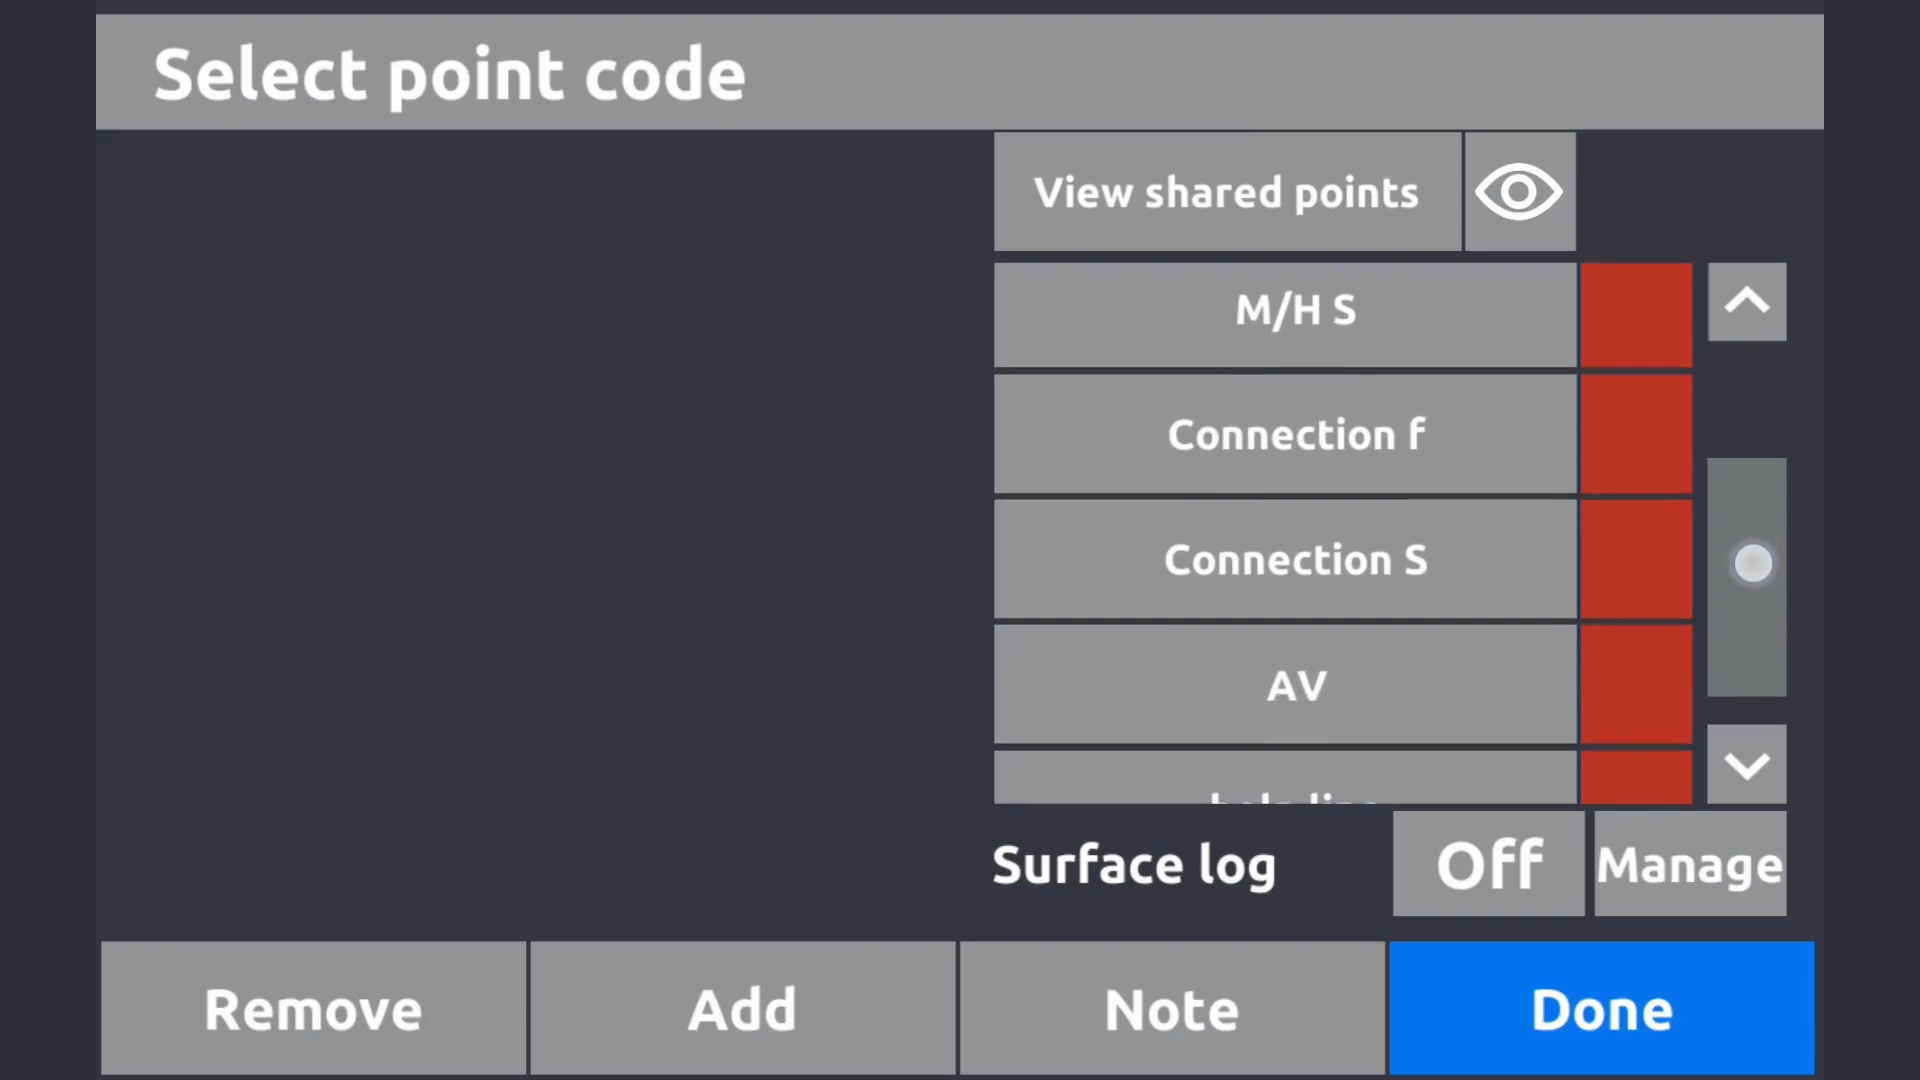 Select point code
View shared points
M/H S
Connection f
Connection S
AV
Surface log
Off
Manage
Remove
Add
Note
Done